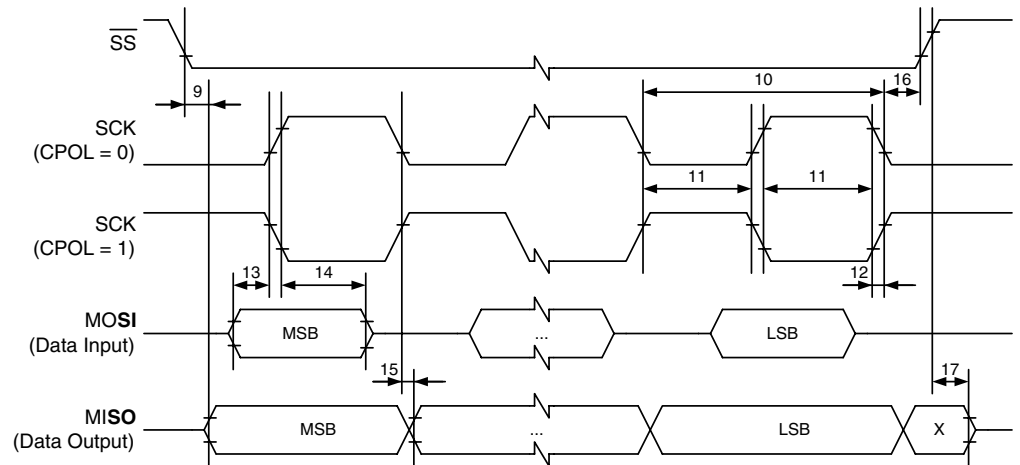 SS
9
10
16
SCK
(CPOL = 0)
11
11
SCK
(CPOL = 1)
13
14
12
MOSI
(Data Input)
MSB
...
LSB
15
17
MISO
(Data Output)
MSB
...
LSB
X